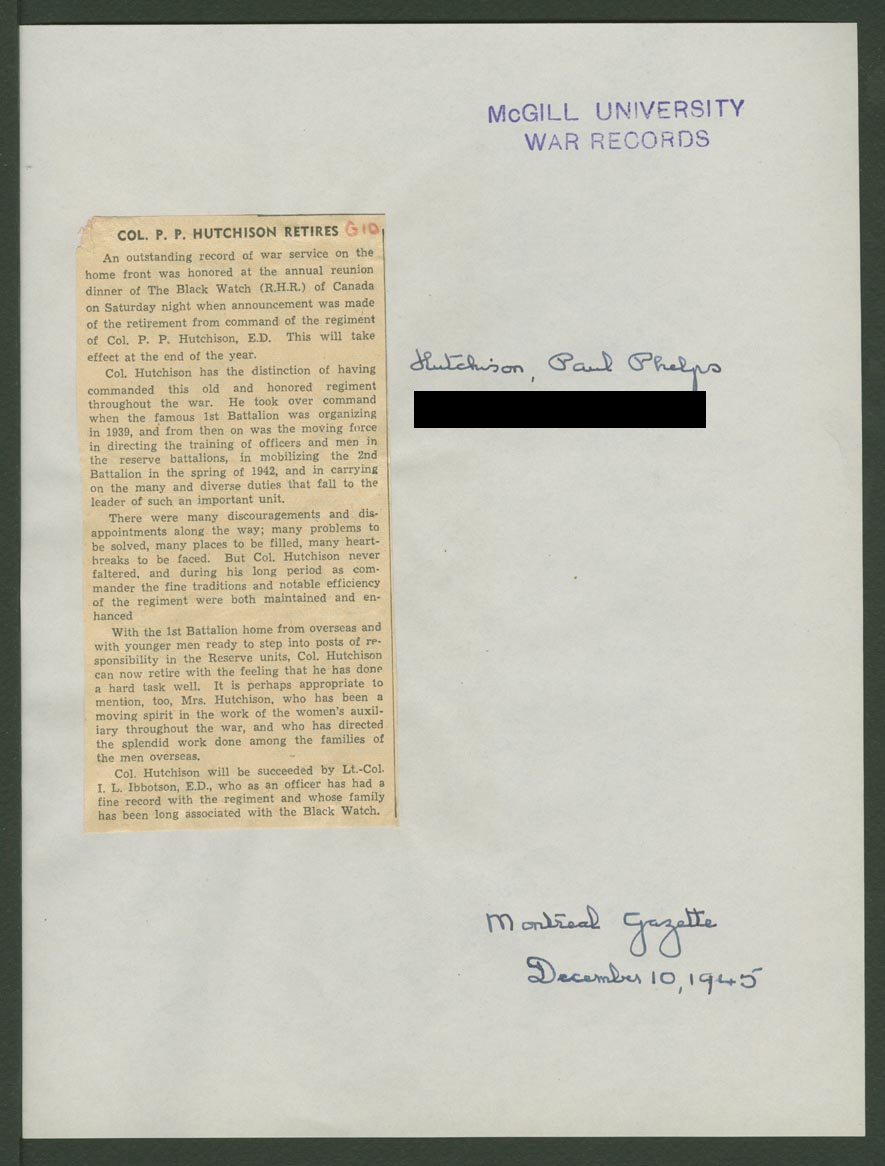 McGILL UNIVERSITY
WAR RECORDS
COL. P. P. HUTCHISON RETIRES G10
An outstanding record of war service on the
home front was honored at the annual reunion
dinner of The Black Watch (R.H.R.) of Canada
on Saturday night when announcement was made
of the retirement from command of the regiment
of Col. P. P. Hutchison, E.D. This will take
effect at the end of the year.
Col. Hutchison has the distinction of having
commanded this old and honored regiment
throughout the war. He took over command
when the famous 1st Battalion was organizing
in 1939, and from then on was the moving force
in directing the training of officers and men in
the reserve battalions, in mobilizing the 2nd
Battalion in the spring of 1942, and in carrying
on the many and diverse duties that fall to the
leader of such an important unit.
There were many discouragements and dis-
appointments along the way; many problems to
be solved, many places to be filled, many heart-
breaks to be faced. But Col. Hutchison never
faltered, and during his long period as com-
mander the fine traditions and notable efficiency
of the regiment were both maintained and en-
hanced
With the 1st Battalion home from overseas and
with younger men ready to step into posts of re-
sponsibility in the Reserve units, Col. Hutchison
can now retire with the feeling that he has done
a hard task well. It is perhaps appropriate to
mention, too, Mrs. Hutchison, who has been a
moving spirit in the work of the women's auxil-
iary throughout the war, and who has directed
the splendid work done among the families of
the men overseas.
Col. Hutchison will be succeeded by Lt.-Col.
I. L. Ibbotson, E.D., who as an officer has had a
fine record with the regiment and whose family
has been long associated with the Black Watch.
Hutchison, Paul Phelps
Montreal Gazette
December 10, 1945